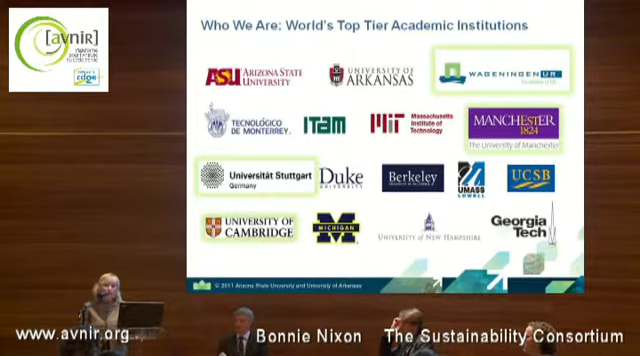 [avnir]
Who We Are: World's Top Tier Academic Institutions
ASU ARIZONA STATE UNIVERSITY
UNIVERSITY OF ARKANSAS
WAGENINGEN UR
TECNOLÓGICO DE MONTERREY.
ITAM
MIT Massachusetts Institute of Technology
MANCHESTER 1824
The University of Manchester
Universität Stuttgart
Germany
Duke UNIVERSITY
Berkeley
UMASS LOWELL
UCSB
UNIVERSITY OF CAMBRIDGE
M MICHIGAN
UNIVERSITY OF NEW HAMPSHIRE
Georgia Tech
© 2011 Arizona State University and University of Arkansas
www.avnir.org
Bonnie Nixon
The Sustainability Consortium